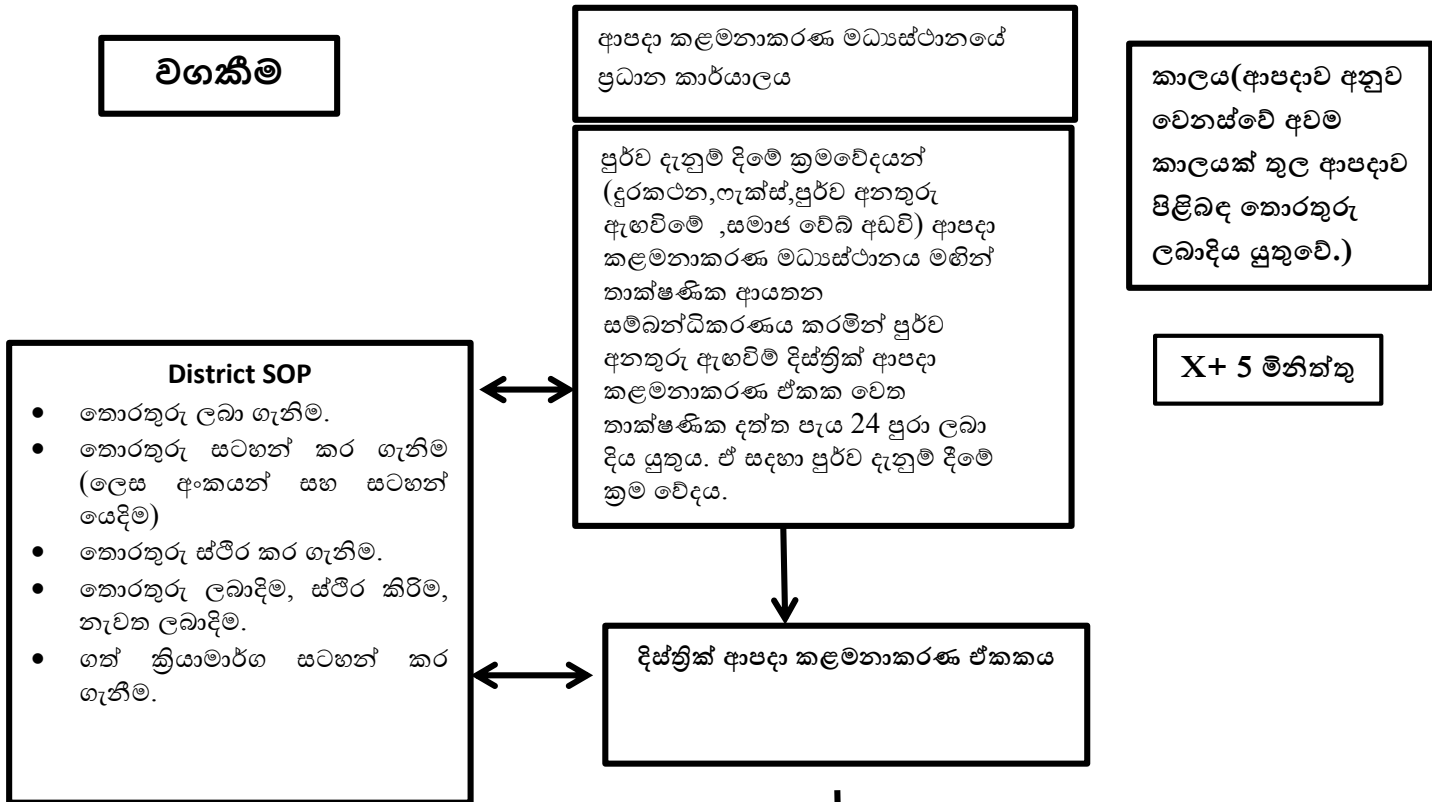 වගකීම
ආපදා කළමනාකරණ මධ්‍යස්ථානයේ
ප්‍රධාන කාර්යාලය
කාලය(ආපදාව අනුව
වෙනස්වේ අවම
කාලයක් තුල ආපදාව
පිළිබඳ තොරතුරු
ලබාදිය යුතුවේ.)
පුර්ව දැනුම් දිමේ ක්‍රමවේදයන්
(දුරකථන,ෆැක්ස්,පුර්ව අනතුරු
ඇඟවිමේ ,සමාජ වේබ් අඩවි) ආපදා
කළමනාකරණ මධ්‍යස්ථානය මඟින්
තාක්ෂණික ආයතන
සම්බන්ධිකරණය කරමින් පුර්ව
අනතුරු ඇඟවිම් දිස්ත්‍රික් ආපදා
කළමනාකරණ ඒකක වෙත
තාක්ෂණික දත්ත පැය 24 පුරා ලබා
දිය යුතුය. ඒ සදහා පුර්ව දැනුම් දීමේ
ක්‍රම වේදය.
X+ 5 මිනිත්තු
District SOP
• තොරතුරු ලබා ගැනිම.
• තොරතුරු සටහන් කර ගැනිම
(ලෙස අංකයන් සහ සටහන්
යෙදිම)
• තොරතුරු ස්ථිර කර ගැනිම.
• තොරතුරු ලබාදිම, ස්ථිර කිරිම,
නැවත ලබාදිම.
• ගත් ක්‍රියාමාර්ග සටහන් කර
ගැනීම.
දිස්ත්‍රික් ආපදා කළමනාකරණ ඒකකය